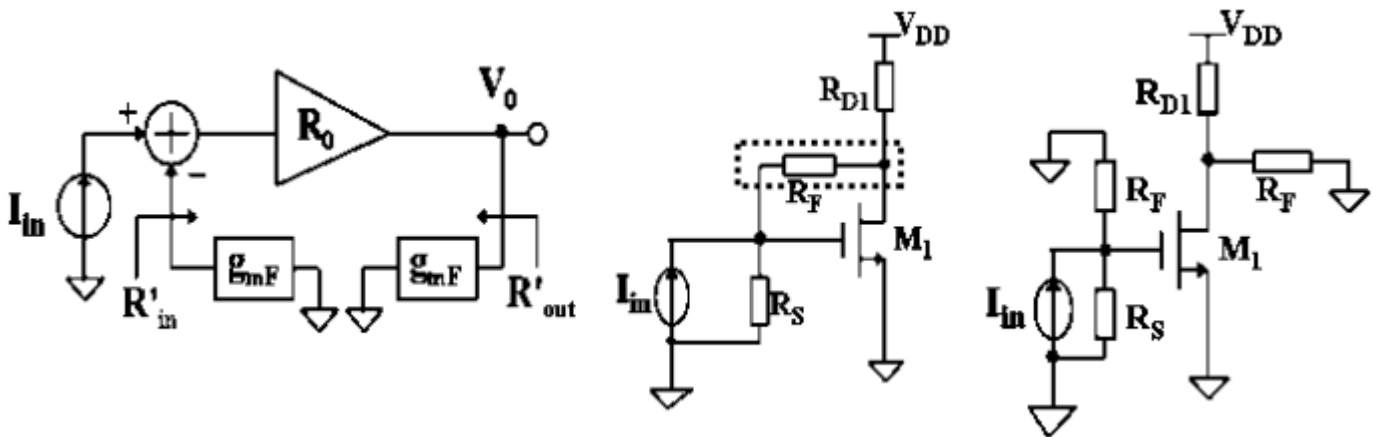 V0
+
R0
-
Iin
gmF
gmF
R'in
R'out
VDD
RD1
RF
M1
Iin
RS
VDD
RD1
RF
RF
M1
Iin
RS